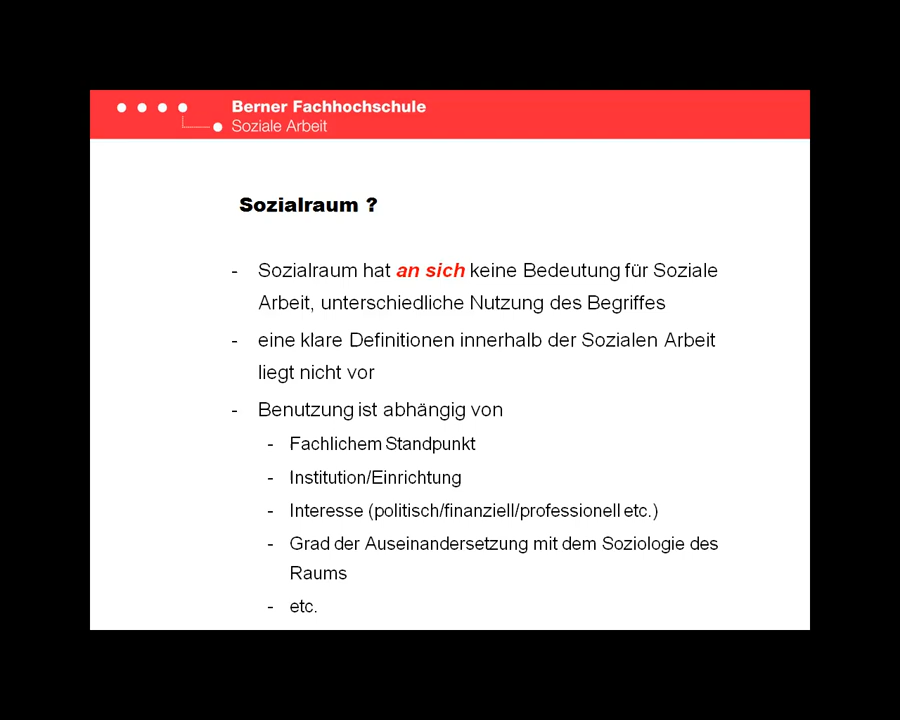 Berner Fachhochschule
Soziale Arbeit
Sozialraum ?
- Sozialraum hat an sich keine Bedeutung für Soziale
Arbeit, unterschiedliche Nutzung des Begriffes
- eine klare Definitionen innerhalb der Sozialen Arbeit
liegt nicht vor
- Benutzung ist abhängig von
- Fachlichem Standpunkt
- Institution/Einrichtung
- Interesse (politisch/finanziell/professionell etc.)
- Grad der Auseinandersetzung mit dem Soziologie des
Raums
- etc.